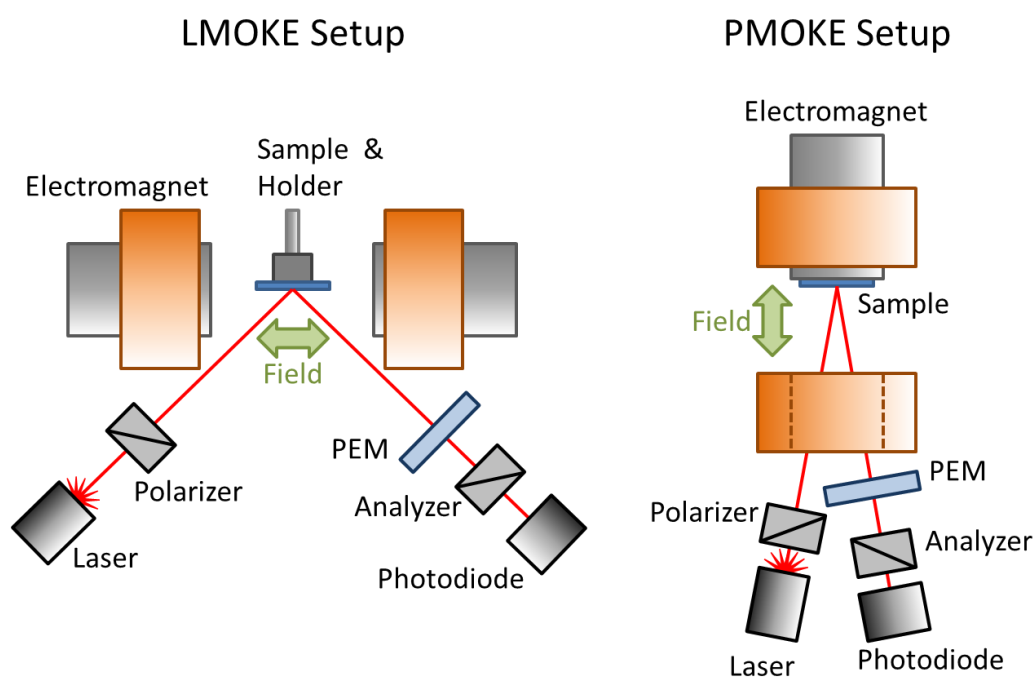 LMOKE Setup
Electromagnet
Sample &
Holder
Field
Polarizer
Laser
PEM
Analyzer
Photodiode
PMOKE Setup
Electromagnet
Sample
Field
PEM
Polarizer
Analyzer
Laser
Photodiode